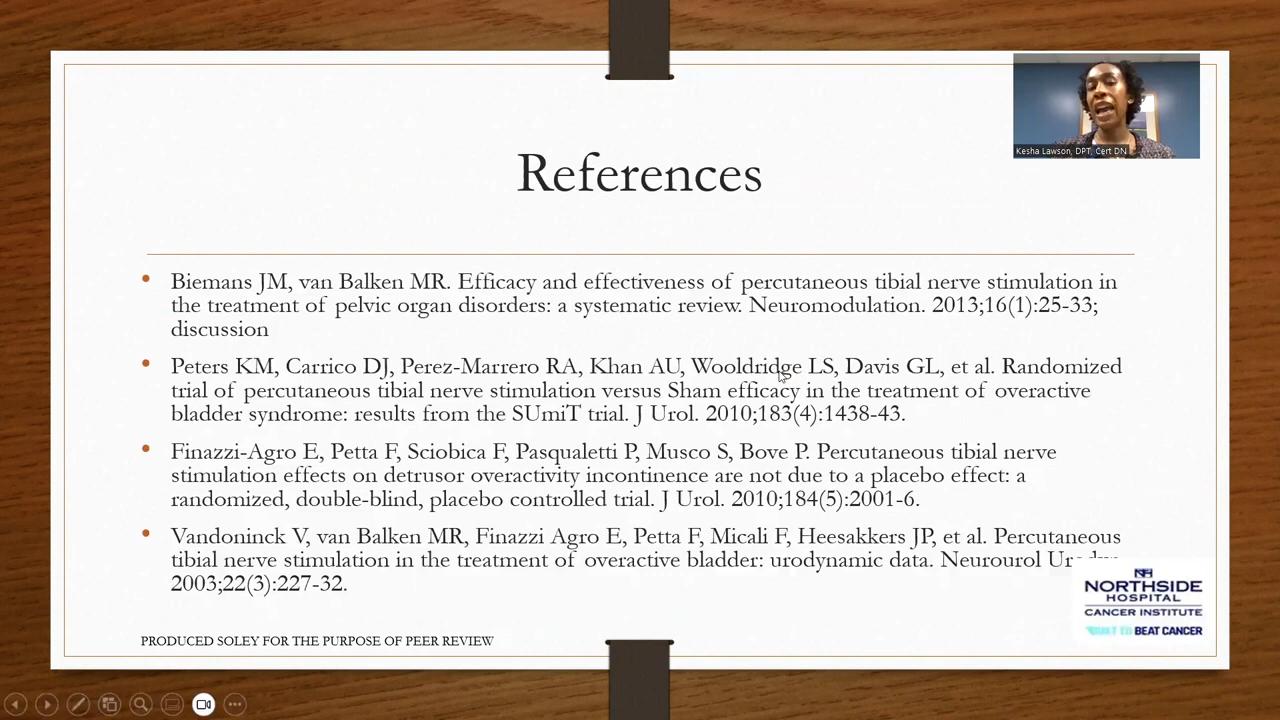 Kesha Lawson, DPT, Cert DN
References
• Biemans JM, van Balken MR. Efficacy and effectiveness of percutaneous tibial nerve stimulation in
the treatment of pelvic organ disorders: a systematic review. Neuromodulation. 2013;16(1):25-33;
discussion
• Peters KM, Carrico DJ, Perez-Marrero RA, Khan AU, Wooldridge LS, Davis GL, et al. Randomized
trial of percutaneous tibial nerve stimulation versus Sham efficacy in the treatment of overactive
bladder syndrome: results from the SUmiT trial. J Urol. 2010;183(4):1438-43.
• Finazzi-Agro E, Petta F, Sciobica F, Pasqualetti P, Musco S, Bove P. Percutaneous tibial nerve
stimulation effects on detrusor overactivity incontinence are not due to a placebo effect: a
randomized, double-blind, placebo controlled trial. J Urol. 2010;184(5):2001-6.
• Vandoninck V, van Balken MR, Finazzi Agro E, Petta F, Micali F, Heesakkers JP, et al. Percutaneous
tibial nerve stimulation in the treatment of overactive bladder: urodynamic data. Neurourol
2003;22(3):227-32.
NORTHSIDE
HOSPITAL
CANCER INSTITUTE
BEAT CANCER
PRODUCED SOLEY FOR THE PURPOSE OF PEER REVIEW